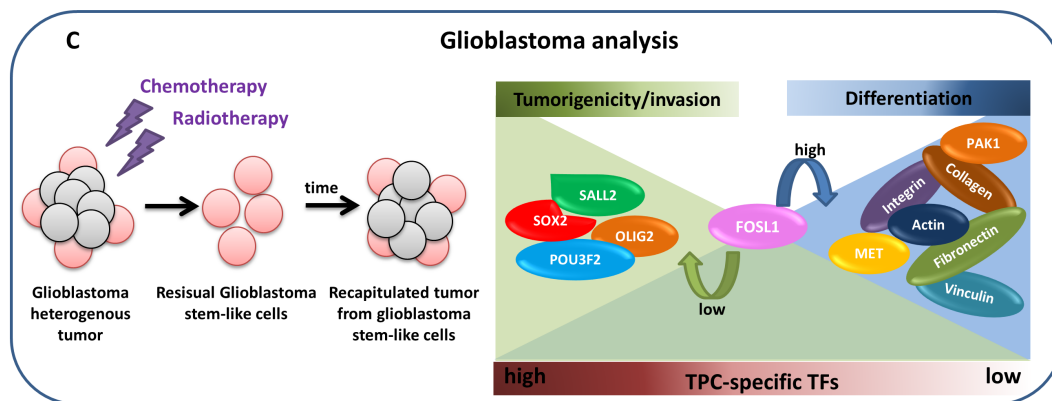 C
Glioblastoma analysis
Chemotherapy
Radiotherapy
time
Glioblastoma
heterogenous
tumor
Resisual Glioblastoma
stem-like cells
Recapitulated tumor
from glioblastoma
stem-like cells
Tumorigenicity/invasion
Differentiation
SALL2
SOX2
OLIG2
POU3F2
FOSL1
high
low
PAK1
Collagen
Integrin
Actin
MET
Fibronectin
Vinculin
high
TPC-specific TFs
low